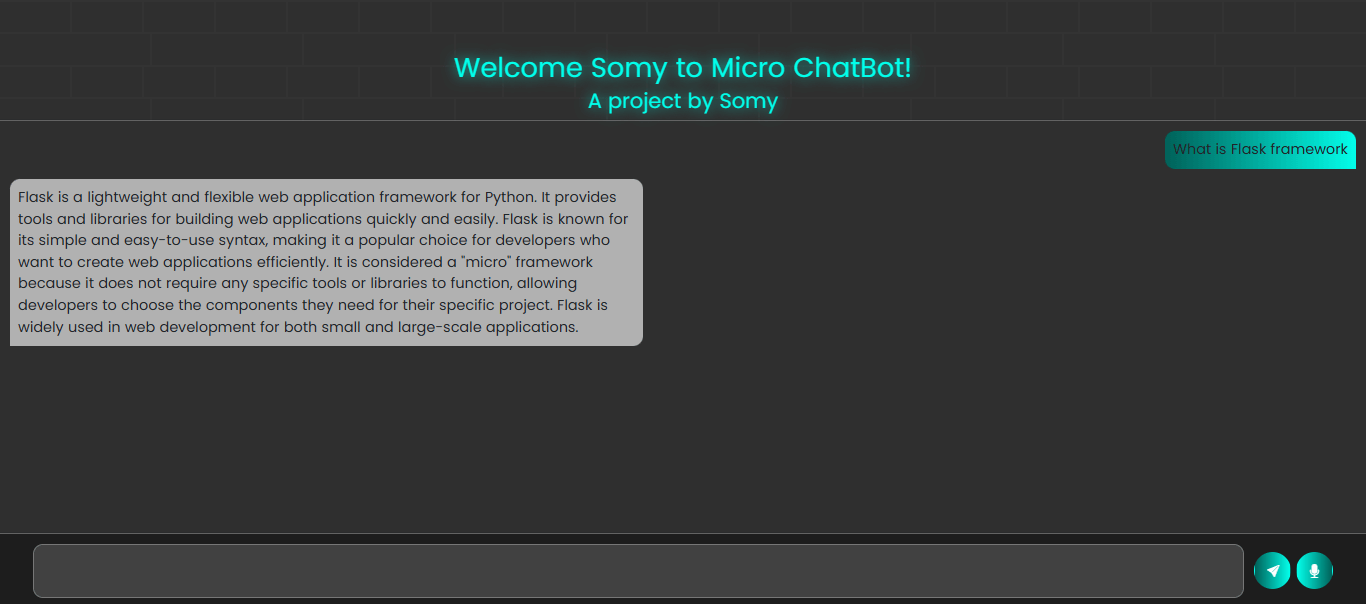 Welcome Somy to Micro ChatBot!
A project by Somy
What is Flask framework
Flask is a lightweight and flexible web application framework for Python. It provides
tools and libraries for building web applications quickly and easily. Flask is known for
its simple and easy-to-use syntax, making it a popular choice for developers who
want to create web applications efficiently. It is considered a "micro" framework
because it does not require any specific tools or libraries to function, allowing
developers to choose the components they need for their specific project. Flask is
widely used in web development for both small and large-scale applications.